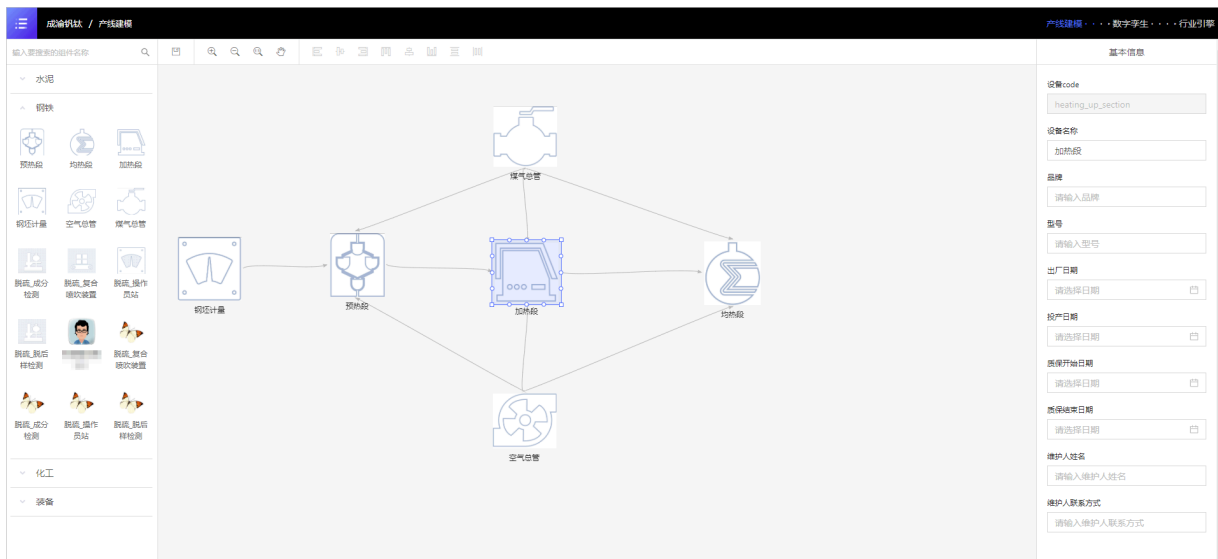 成渝钒钛 / 产线建模
产线建模 · · · · 数字孪生 · · · · 行业引擎
输入要搜索的组件名称
水泥
钢铁
预热段
均热段
加热段
钢坯计量
空气总管
煤气总管
脱硫_成分
检测
脱硫_复合
喷吹装置
脱硫_操作
员站
脱硫_脱后
样检测
脱硫_复合
喷吹装置
脱硫_成分
检测
脱硫_操作
员站
脱硫_脱后
样检测
化工
装备
煤气总管
钢坯计量
预热段
加热段
均热段
空气总管
基本信息
设备code
heating_up_section
设备名称
加热段
品牌
请输入品牌
型号
请输入型号
出厂日期
请选择日期
投产日期
请选择日期
质保开始日期
请选择日期
质保结束日期
请选择日期
维护人姓名
请输入维护人姓名
维护人联系方式
请输入维护人联系方式